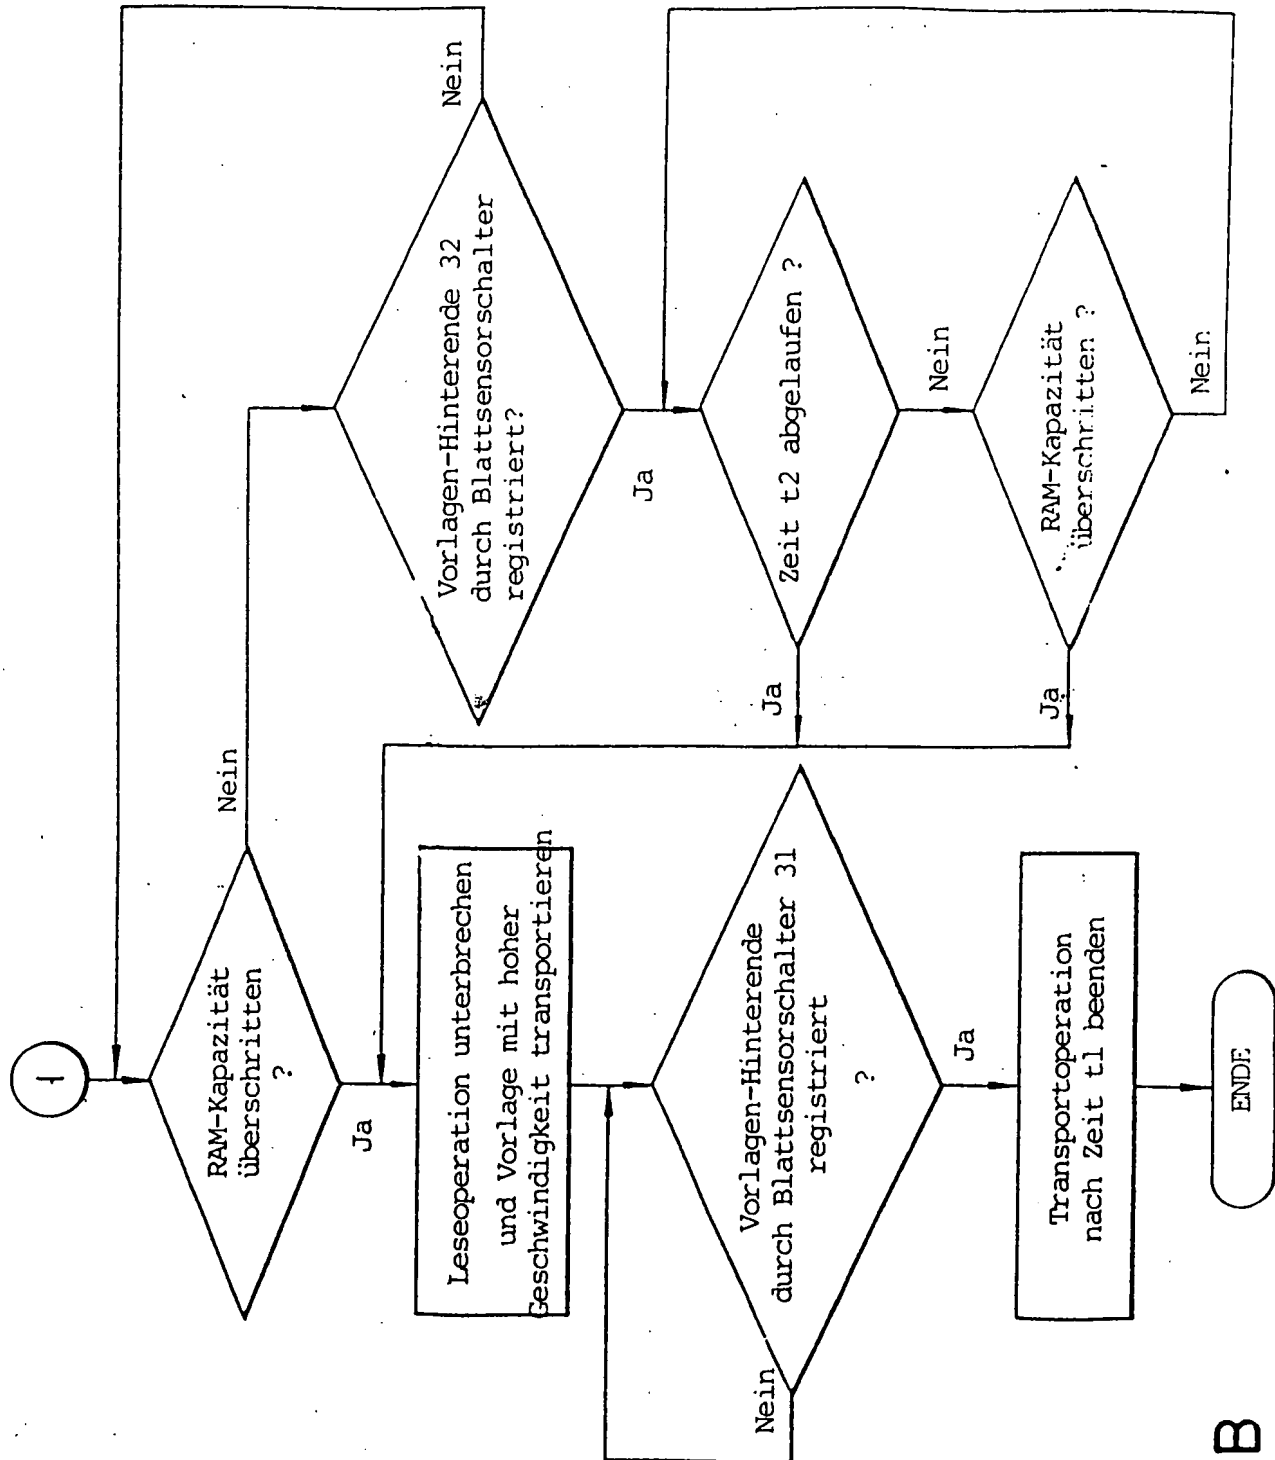 1
RAM-Kapazität
überschritten
?
Nein
Ja
Vorlagen-Hinterende 32
durch Blattsensorschalter
registriert?
Nein
Ja
Zeit t2 abgelaufen ?
Ja
Nein
RAM-Kapazität
überschritten ?
Ja
Nein
Leseoperation unterbrechen
und Vorlage mit hoher
Geschwindigkeit transportieren
Vorlagen-Hinterende
durch Blattsensorschalter 31
registriert
?
Nein
Ja
Transportoperation
nach Zeit t1 beenden
ENDE
B